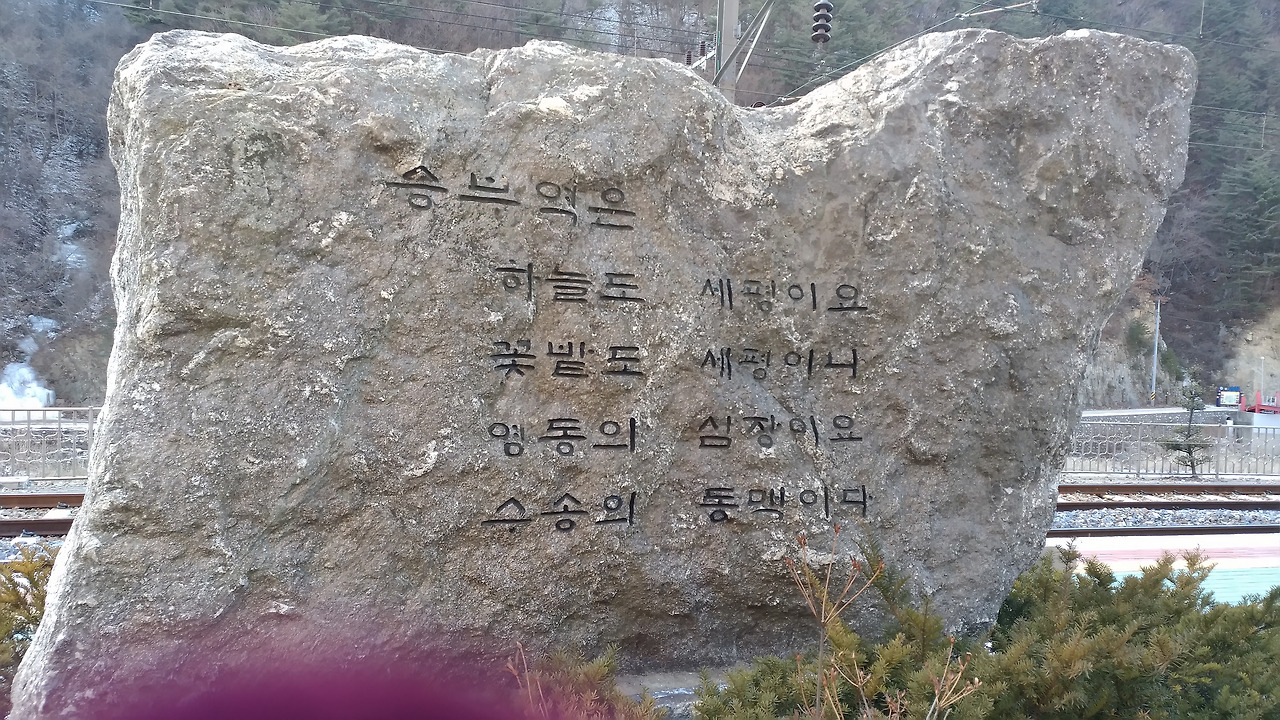 승부역은
하늘도 세평이요
꽃밭도 세평이나
영동의 심장이요
수송의 동맥이다